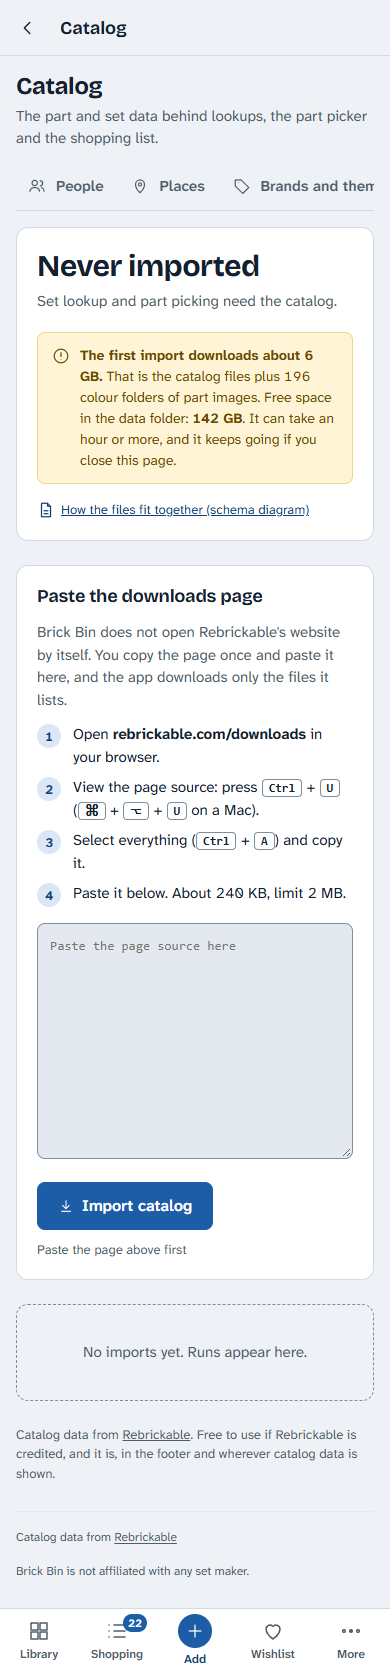 Catalog
Catalog
The part and set data behind lookups, the part picker
and the shopping list.
People
Places
Brands and them
Never imported
Set lookup and part picking need the catalog.
The first import downloads about 6
GB. That is the catalog files plus 196
colour folders of part images. Free space
in the data folder: 142 GB. It can take an
hour or more, and it keeps going if you
close this page.
How the files fit together (schema diagram)
Paste the downloads page
Brick Bin does not open Rebrickable's website
by itself. You copy the page once and paste it
here, and the app downloads only the files it
lists.
1 Open rebrickable.com/downloads in
your browser.
2 View the page source: press Ctrl + U
(⌘ + ⌥ + U on a Mac).
3 Select everything (Ctrl + A) and copy
it.
4 Paste it below. About 240 KB, limit 2 MB.
Paste the page source here
Import catalog
Paste the page above first
No imports yet. Runs appear here.
Catalog data from Rebrickable. Free to use if Rebrickable is
credited, and it is, in the footer and wherever catalog data is
shown.
Catalog data from Rebrickable
Brick Bin is not affiliated with any set maker.
22
Library
Shopping
Add
Wishlist
More